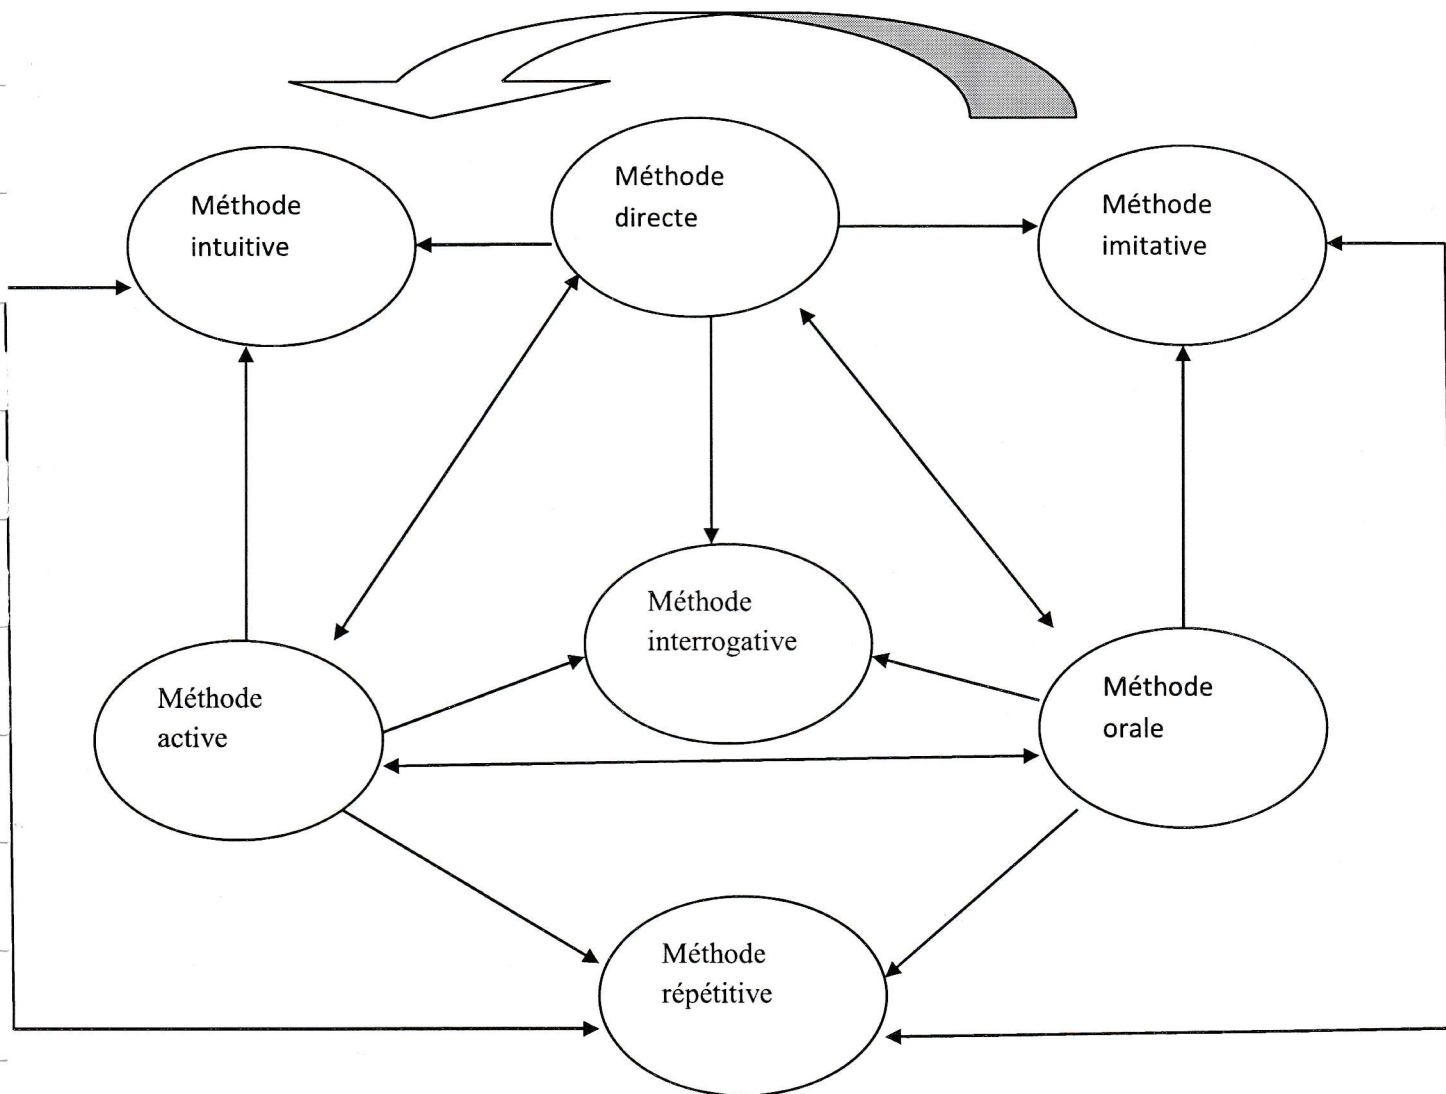 Méthode
directe
Méthode
intuitive
Méthode
imitative
Méthode
interrogative
Méthode
active
Méthode
orale
Méthode
répétitive